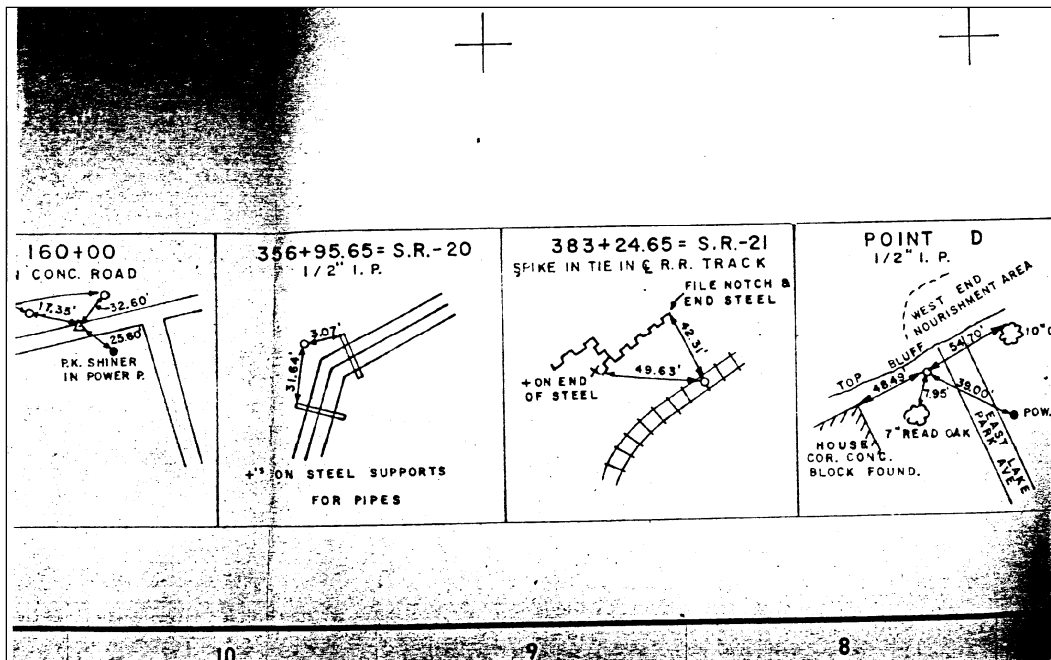 160+00
CONC. ROAD
17.35'
32.60'
25.80'
P.K. SHINER
IN POWER P.
356+95.65 = S.R.-20
1/2" I. P.
3.07'
31.64'
+'s ON STEEL SUPPORTS
FOR PIPES
383+24.65 = S.R.-21
SPIKE IN TIE IN ℄ R.R. TRACK
FILE NOTCH &
END STEEL
42.31'
49.63'
+ ON END
OF STEEL
POINT D
1/2" I. P.
WEST END
NOURISHMENT AREA
TOP BLUFF
54.70'
10"
48.49'
7.95'
39.00'
POW.
7" READ OAK
HOUSE
COR. CONC.
BLOCK FOUND.
EAST LAKE
PARK AVE
10
9
8